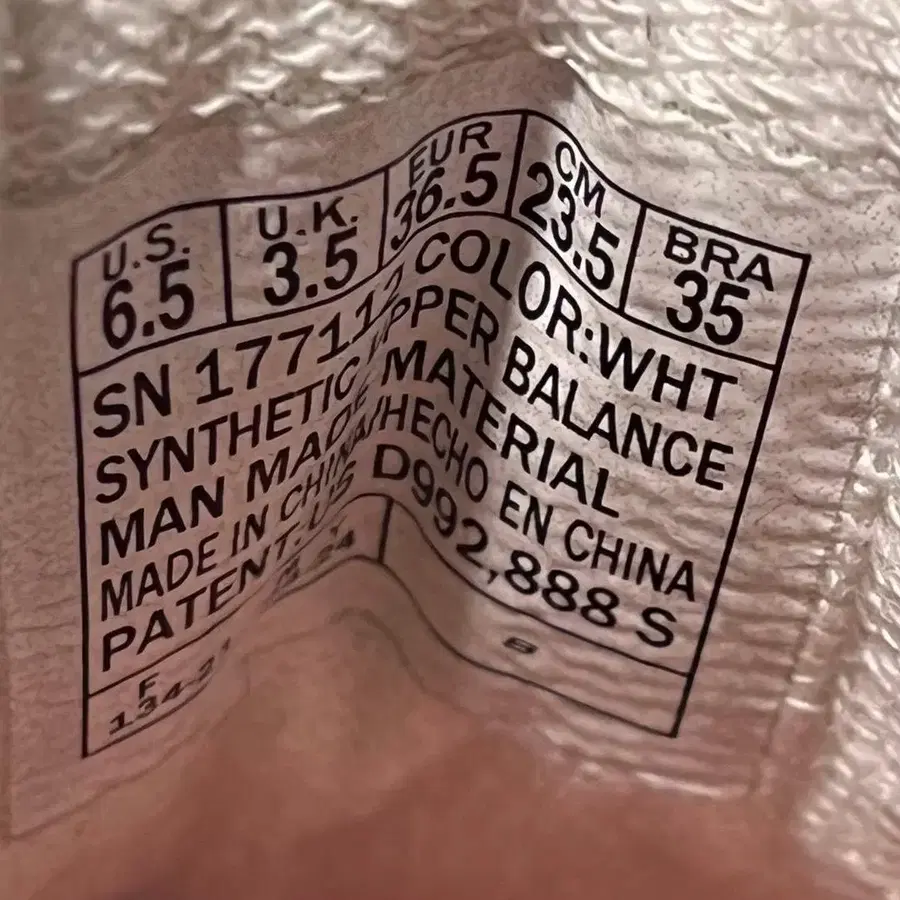 U.S. U.K. EUR CM BRA
6.5 3.5 36.5 23.5 35
SN 177112 COLOR:WHT
SYNTHETIC UPPER BALANCE
MAN MADE MATERIAL
MADE IN CHINA/HECHO EN CHINA
PATENT:US D992,888 S
F